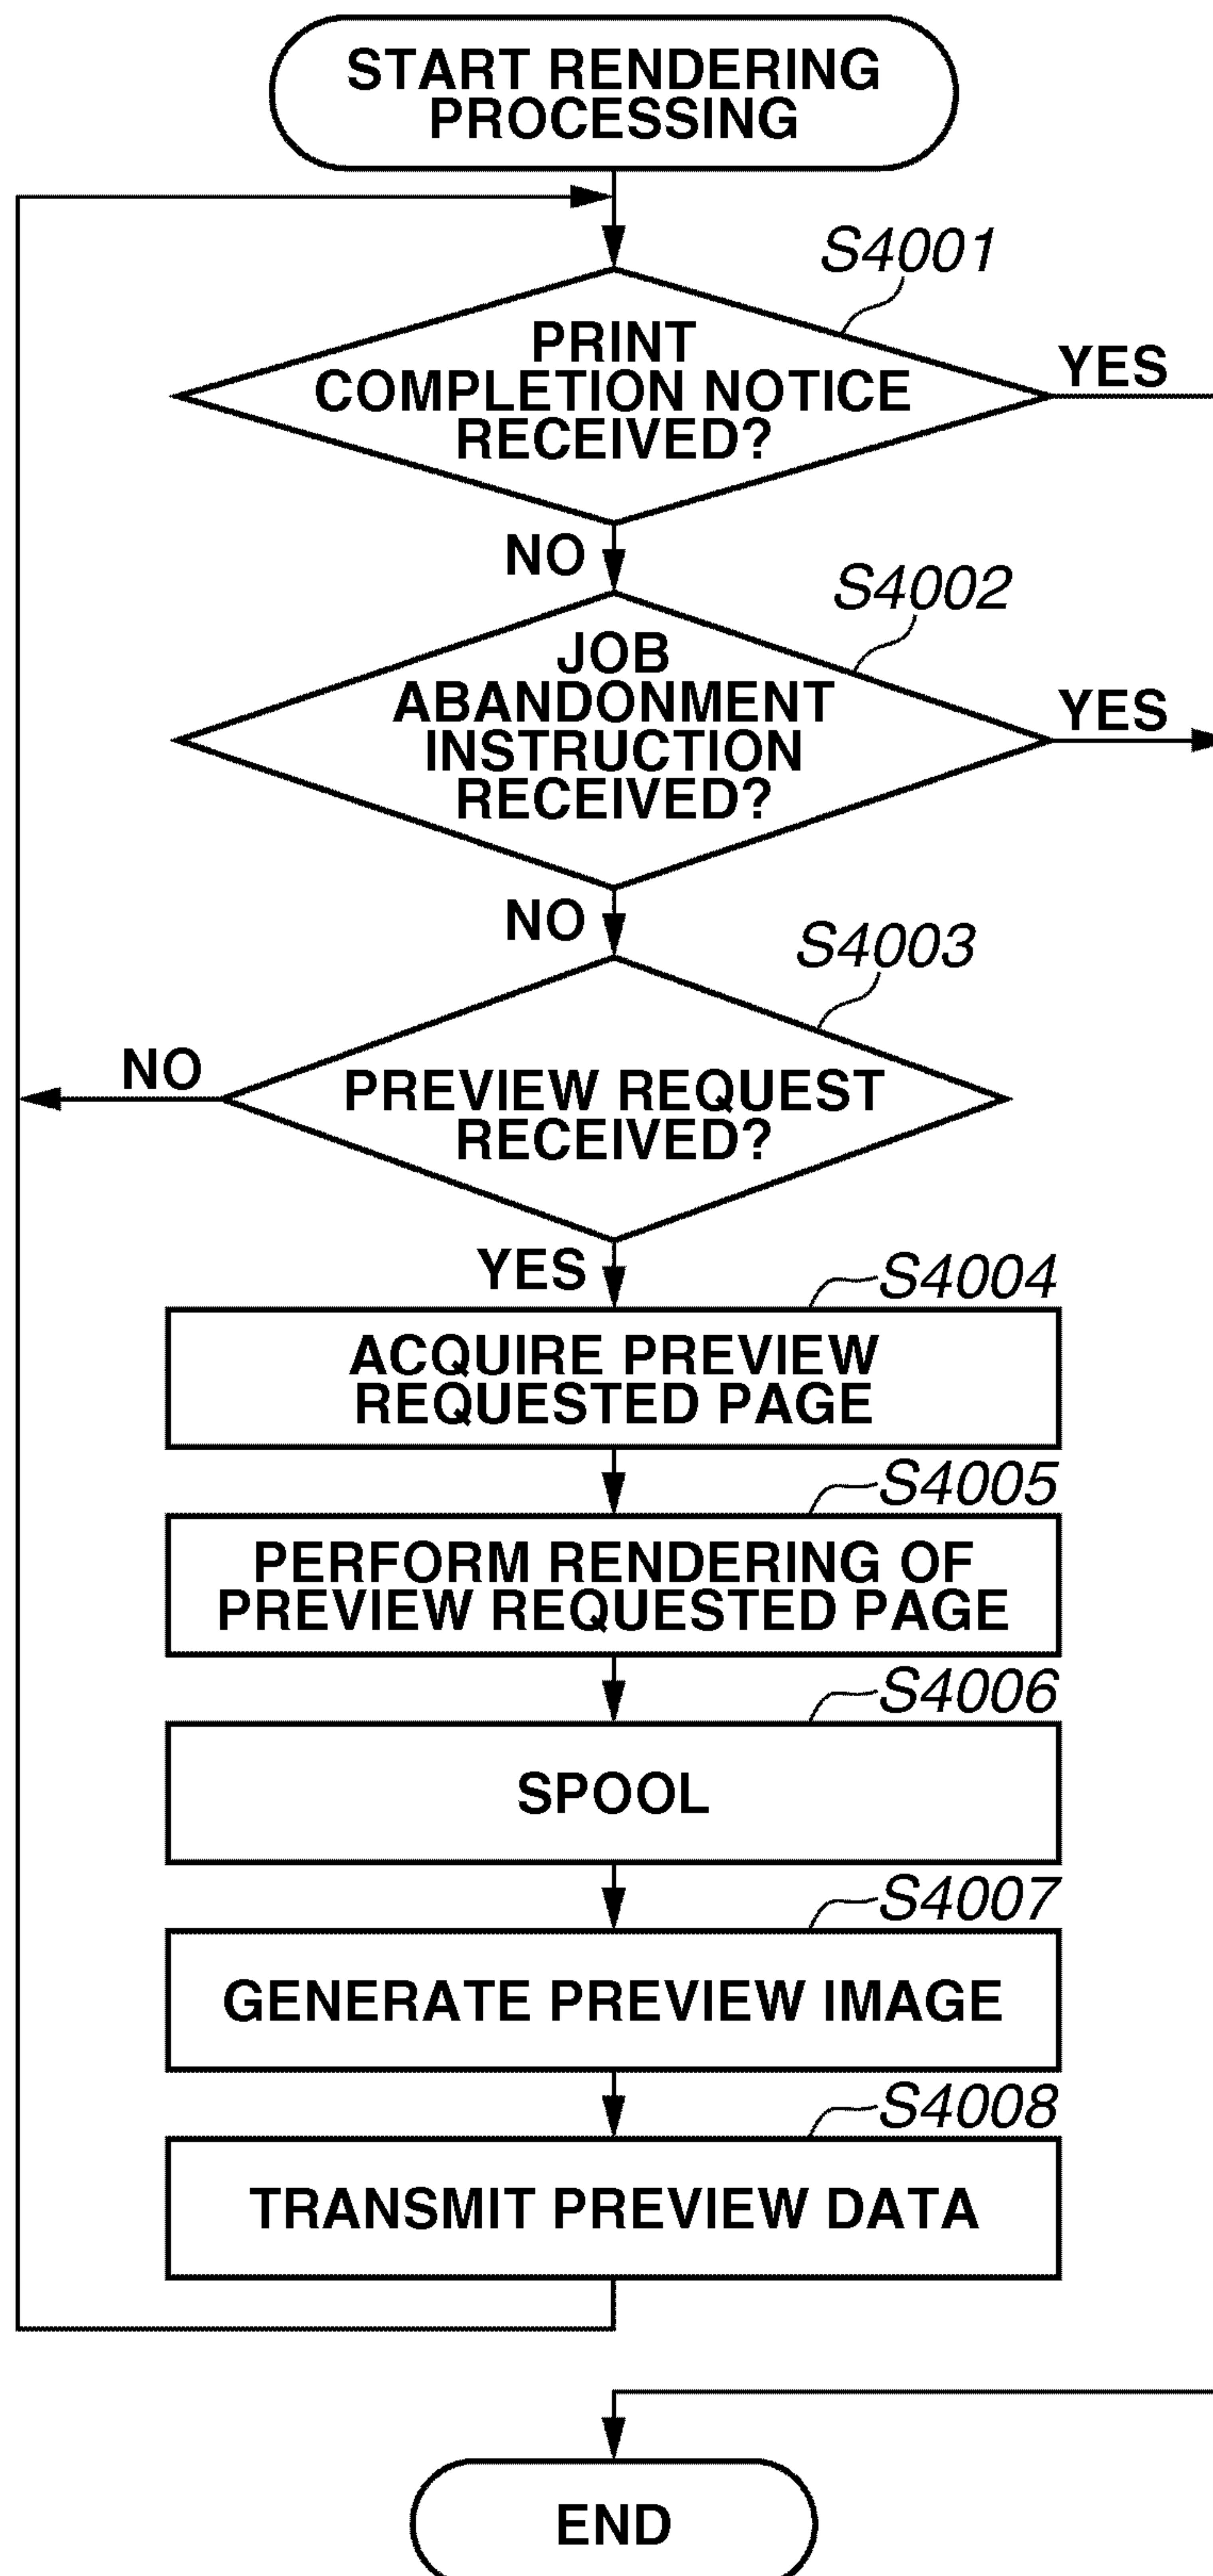 START RENDERING
PROCESSING
S4001
PRINT
COMPLETION NOTICE
RECEIVED?
YES
NO
S4002
JOB
ABANDONMENT
INSTRUCTION
RECEIVED?
YES
NO
S4003
PREVIEW REQUEST
RECEIVED?
NO
YES
S4004
ACQUIRE PREVIEW
REQUESTED PAGE
S4005
PERFORM RENDERING OF
PREVIEW REQUESTED PAGE
S4006
SPOOL
S4007
GENERATE PREVIEW IMAGE
S4008
TRANSMIT PREVIEW DATA
END